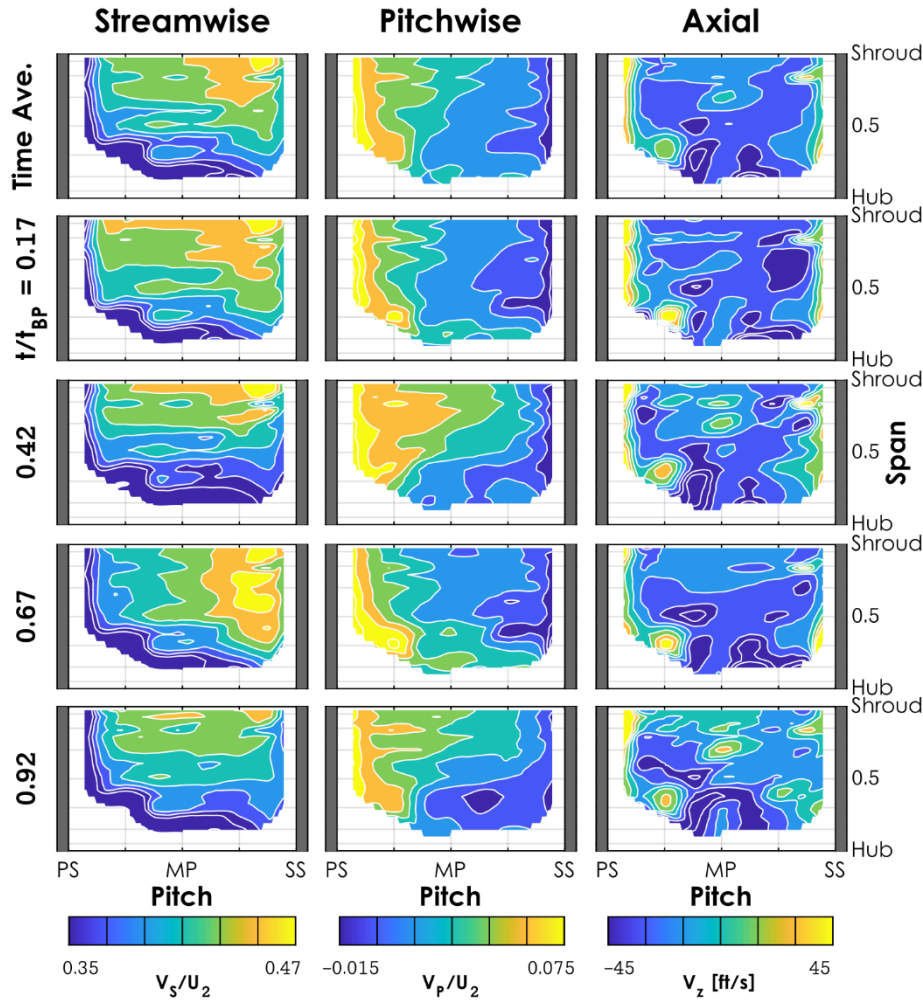 Streamwise Pitchwise Axial
Time Ave.
Shroud
0.5
Hub
t/t_BP = 0.17
Shroud
0.5
Hub
0.42
Shroud
0.5
Span
Hub
0.67
Shroud
0.5
Hub
0.92
Shroud
0.5
Hub
PS MP SS PS MP SS PS MP SS
Pitch Pitch Pitch
0.35 0.47 −0.015 0.075 −45 45
V_S/U_2 V_P/U_2 V_z [ft/s]